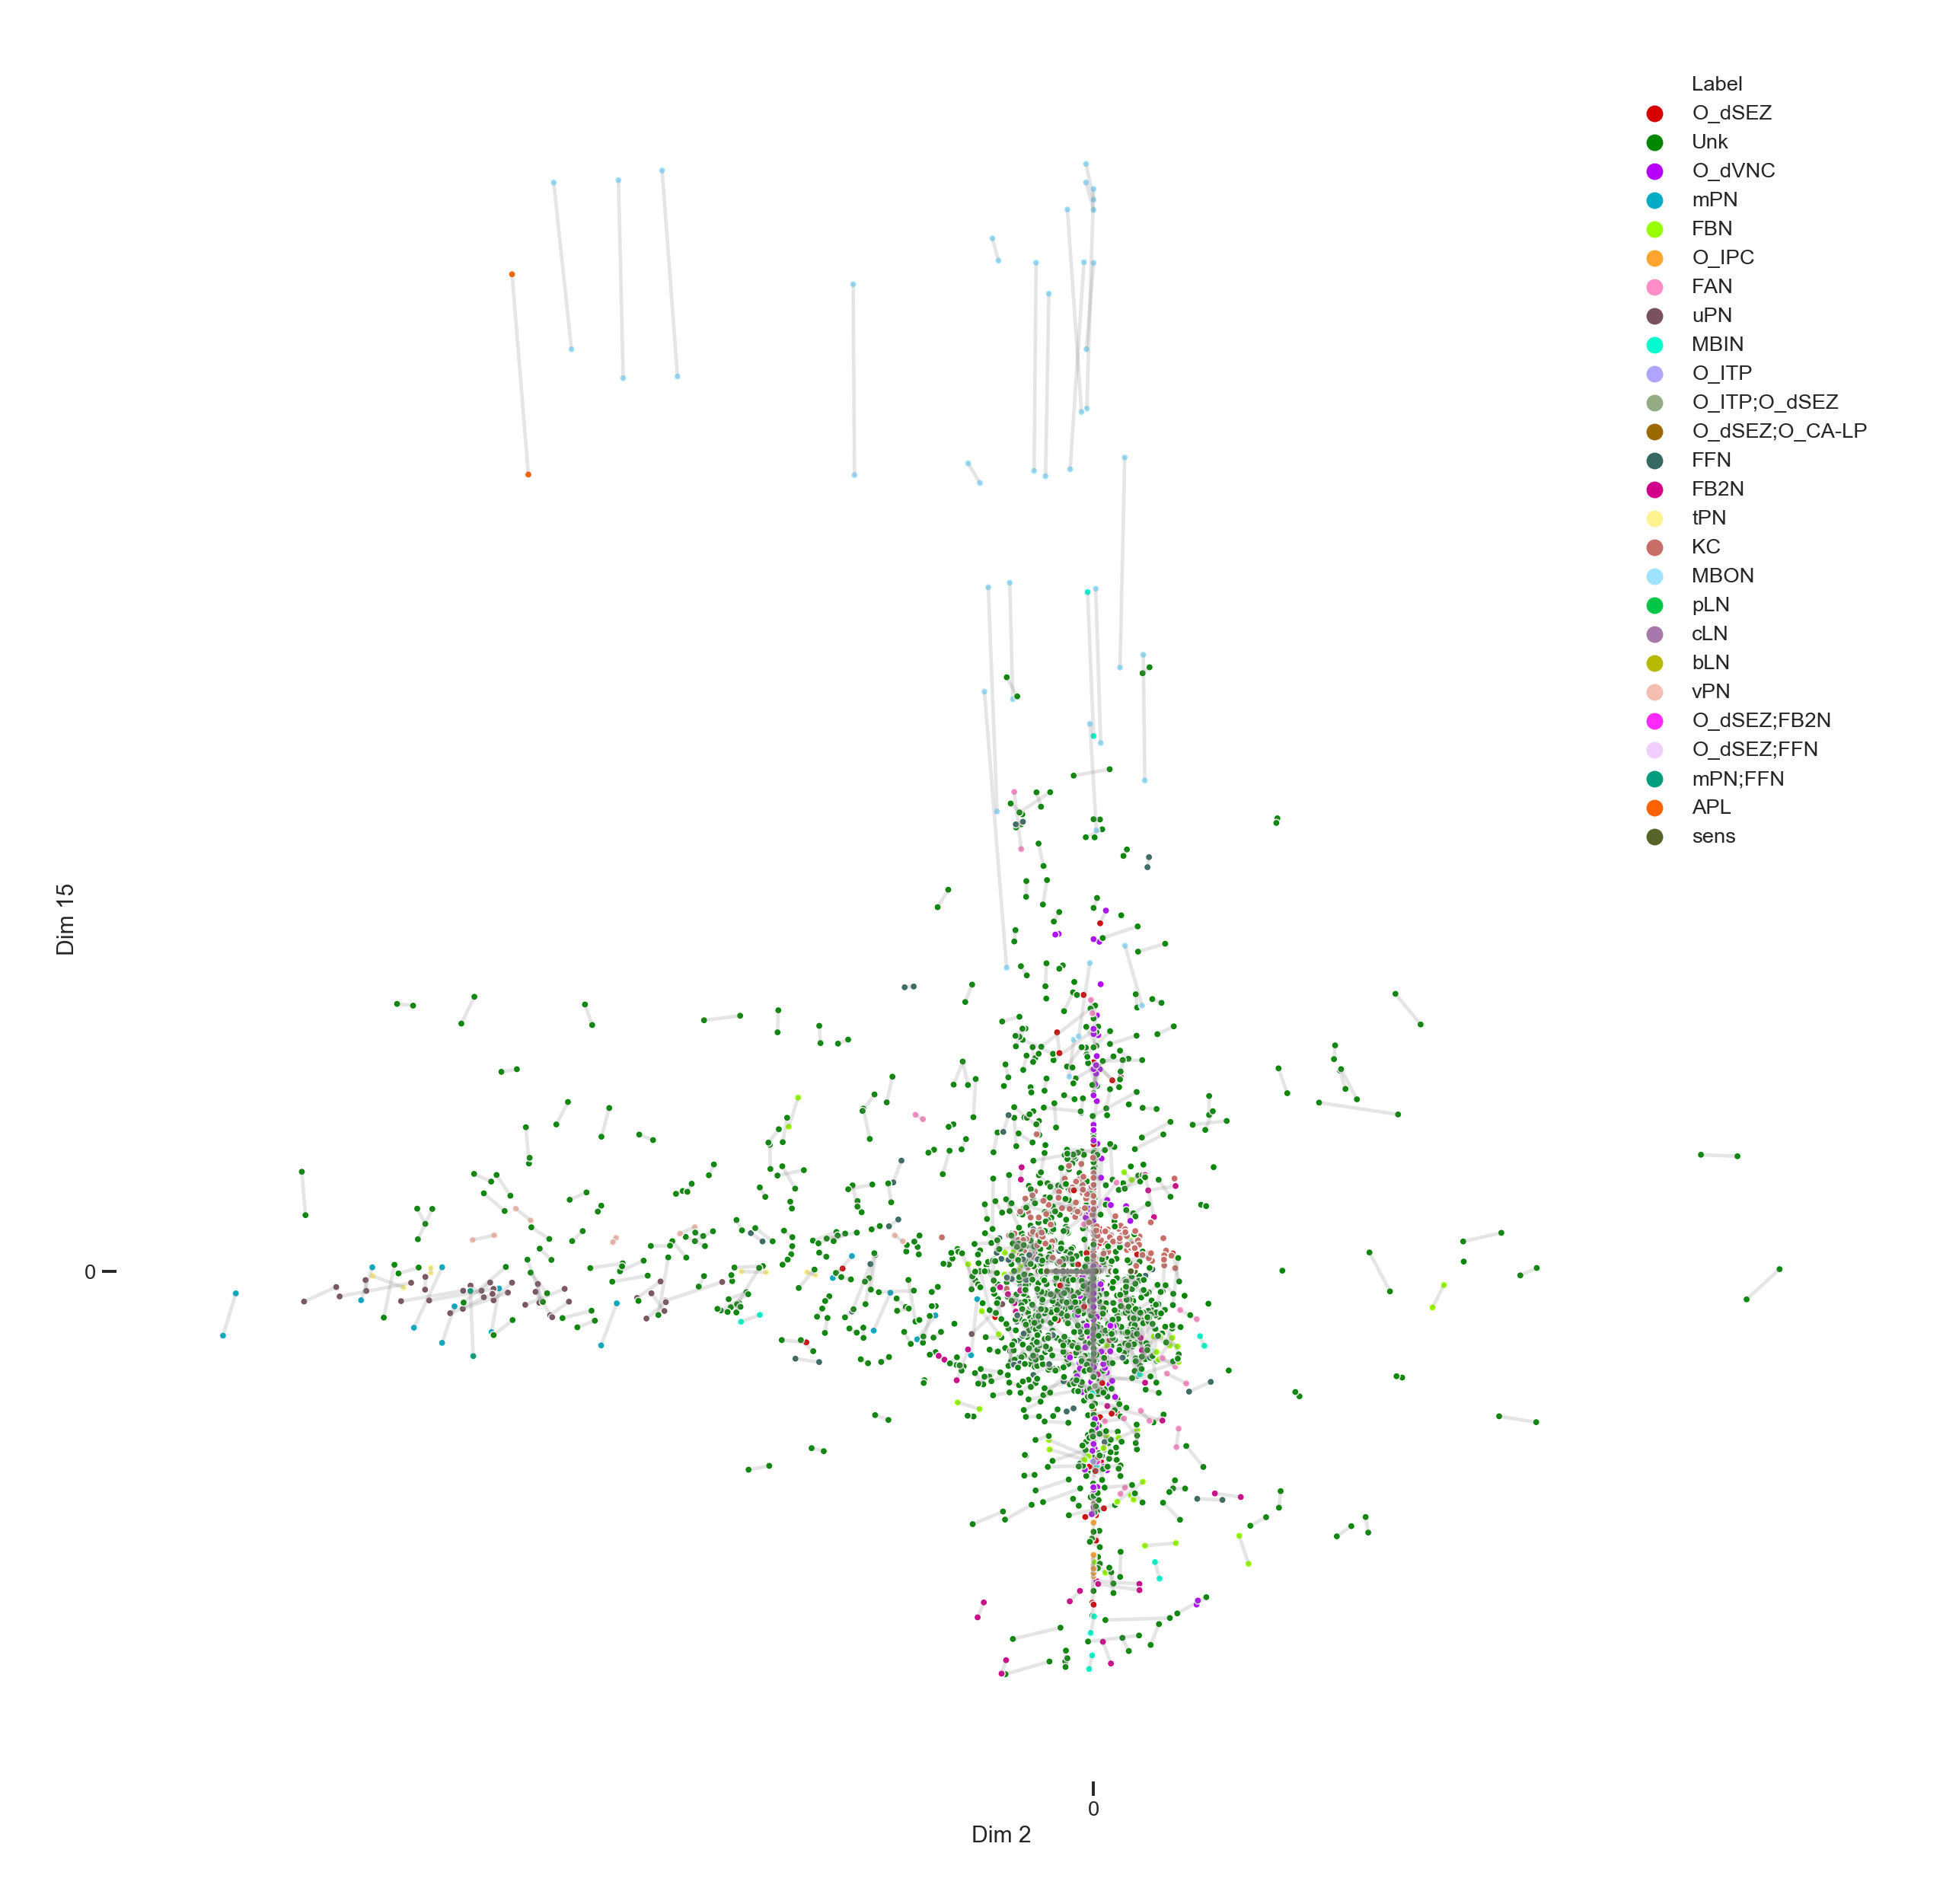 Label
O_dSEZ
Unk
O_dVNC
mPN
FBN
O_IPC
FAN
uPN
MBIN
O_ITP
O_ITP;O_dSEZ
O_dSEZ;O_CA-LP
FFN
FB2N
tPN
KC
MBON
pLN
cLN
bLN
vPN
O_dSEZ;FB2N
O_dSEZ;FFN
mPN;FFN
APL
sens
Dim 15
0
0
Dim 2